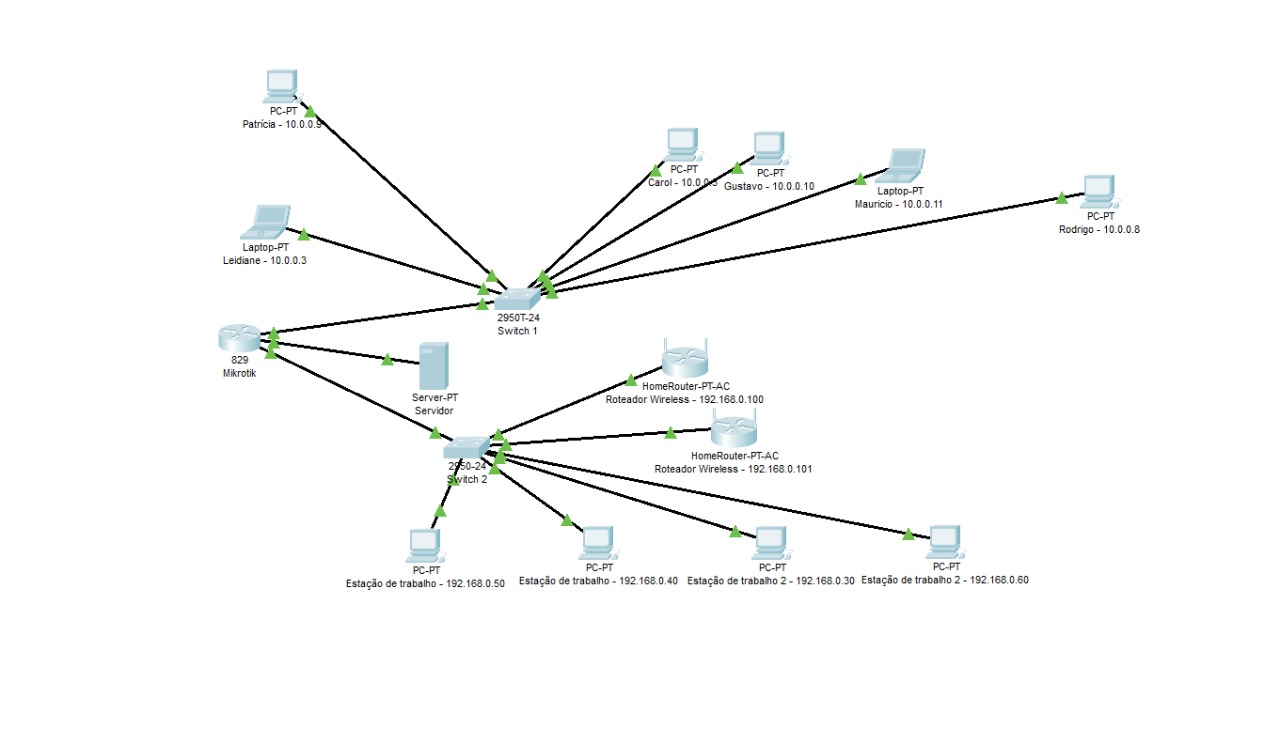 PC-PT
Patrícia - 10.0.0.9
PC-PT
Carol - 10.0.0.5
PC-PT
Gustavo - 10.0.0.10
Laptop-PT
Mauricio - 10.0.0.11
PC-PT
Rodrigo - 10.0.0.8
Laptop-PT
Leidiane - 10.0.0.3
2950T-24
Switch 1
829
Mikrotik
Server-PT
Servidor
HomeRouter-PT-AC
Roteador Wireless - 192.168.0.100
HomeRouter-PT-AC
Roteador Wireless - 192.168.0.101
2950-24
Switch 2
PC-PT
Estação de trabalho - 192.168.0.50
PC-PT
Estação de trabalho - 192.168.0.40
PC-PT
Estação de trabalho 2 - 192.168.0.30
PC-PT
Estação de trabalho 2 - 192.168.0.60